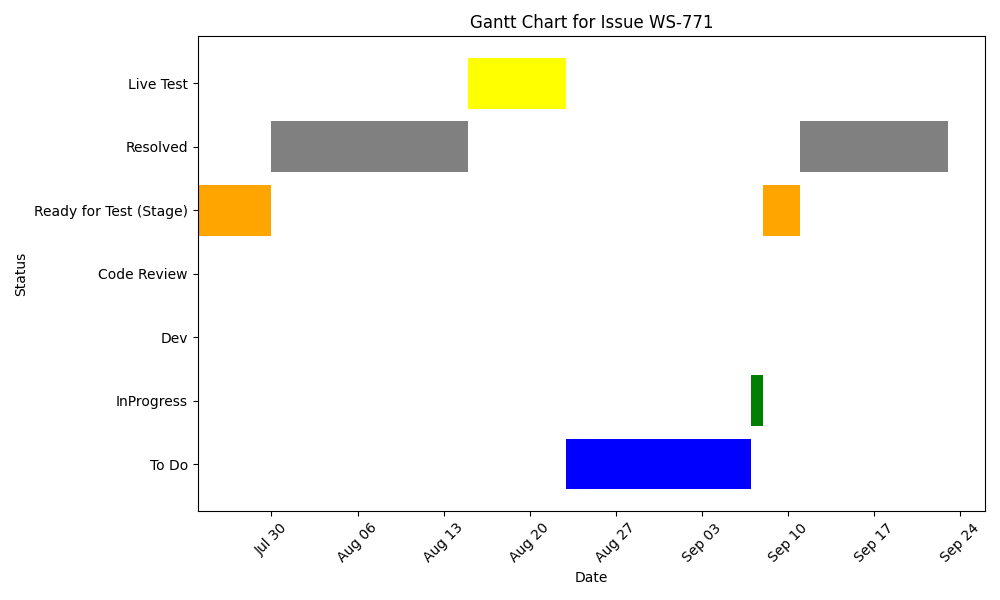 Gantt Chart for Issue WS-771
Live Test
Resolved
Ready for Test (Stage)
Code Review
Dev
InProgress
To Do
Status
Jul 30
Aug 06
Aug 13
Aug 20
Aug 27
Sep 03
Sep 10
Sep 17
Sep 24
Date